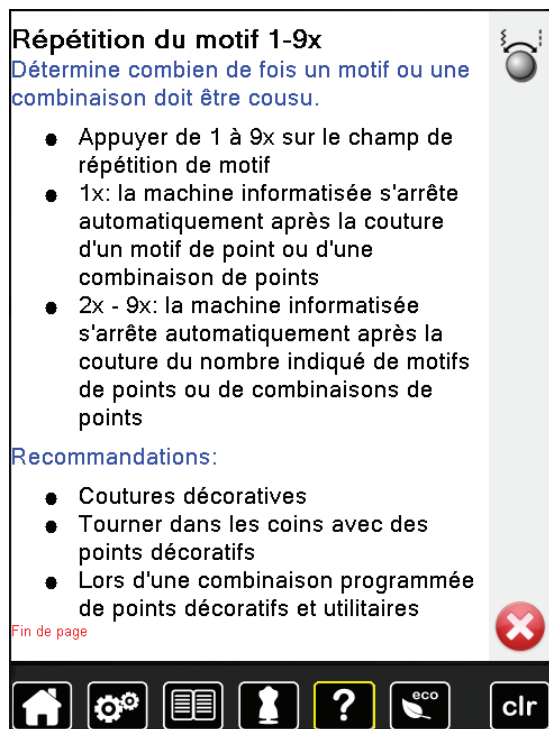 Répétition du motif 1-9x
Détermine combien de fois un motif ou une
combinaison doit être cousu.
● Appuyer de 1 à 9x sur le champ de
répétition de motif
● 1x: la machine informatisée s'arrête
automatiquement après la couture
d'un motif de point ou d'une
combinaison de points
● 2x - 9x: la machine informatisée
s'arrête automatiquement après la
couture du nombre indiqué de motifs
de points ou de combinaisons de
points
Recommandations:
● Coutures décoratives
● Tourner dans les coins avec des
points décoratifs
● Lors d'une combinaison programmée
de points décoratifs et utilitaires
Fin de page
? eco clr